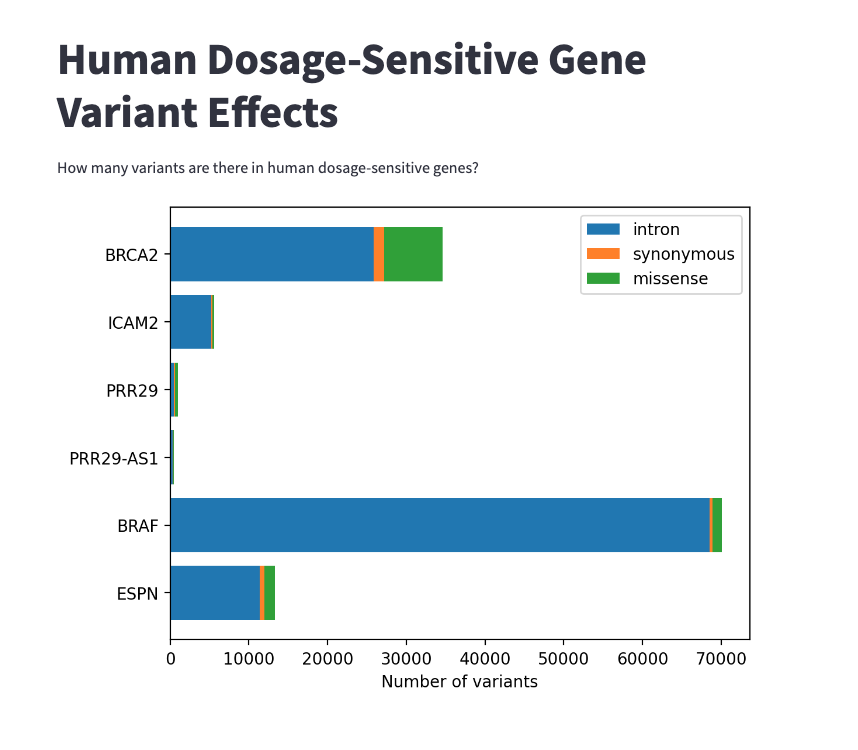 Human Dosage-Sensitive Gene
Variant Effects
How many variants are there in human dosage-sensitive genes?
intron
synonymous
missense
BRCA2
ICAM2
PRR29
PRR29-AS1
BRAF
ESPN
0 10000 20000 30000 40000 50000 60000 70000
Number of variants